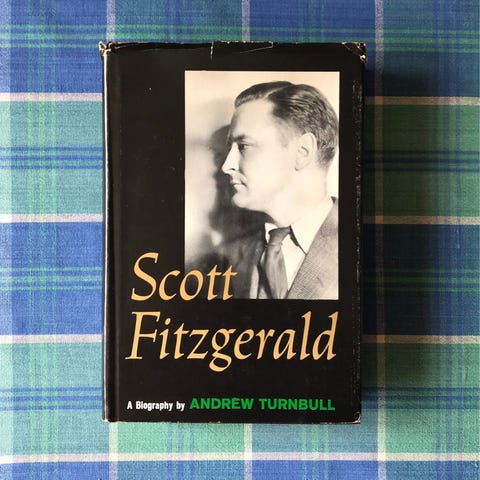 Scott
Fitzgerald
A Biography by ANDREW TURNBULL